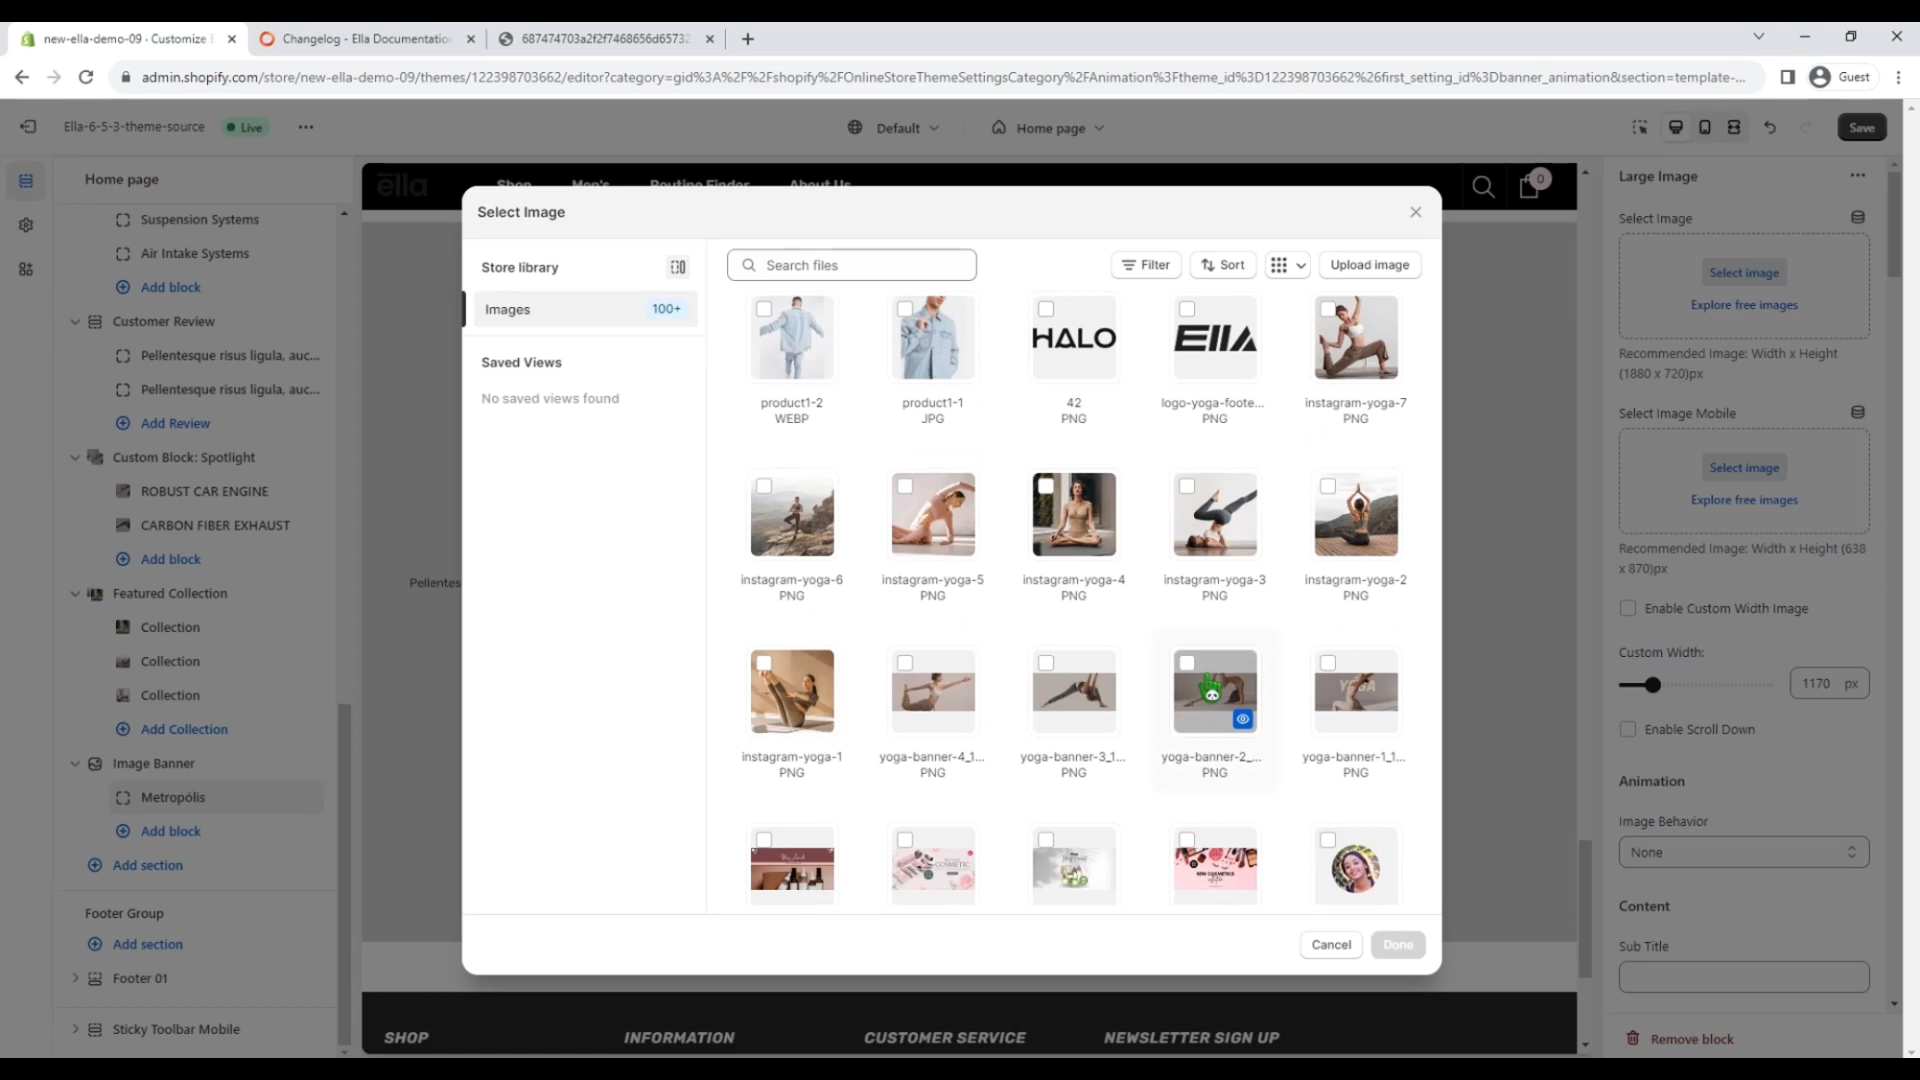 new-ella-demo-09 · Customize E
Changelog - Ella Documentation
687474703a2f2f7468656d65732
admin.shopify.com/store/new-ella-demo-09/themes/122398703662/editor?category=gid%3A%2F%2Fshopify%2FOnlineStoreThemeSettingsCategory%2FAnimation%3Ftheme_id%3D122398703662%26first_setting_id%3Dbanner_animation&section=template-...
Guest
Ella-6-5-3-theme-source
Live
Default
Home page
Save
Home page
Suspension Systems
Air Intake Systems
Add block
Customer Review
Pellentesque risus ligula, auc...
Pellentesque risus ligula, auc...
Add Review
Custom Block: Spotlight
ROBUST CAR ENGINE
CARBON FIBER EXHAUST
Add block
Featured Collection
Collection
Collection
Collection
Add Collection
Image Banner
Metropólis
Add block
Add section
Footer Group
Add section
Footer 01
Sticky Toolbar Mobile
ella
Shop
Men's
Routine Finder
About Us
0
Pellentes
Select Image
Store library
Images
100+
Saved Views
No saved views found
Search files
Filter
Sort
Upload image
HALO
ELLA
product1-2
WEBP
product1-1
JPG
42
PNG
logo-yoga-foote...
PNG
instagram-yoga-7
PNG
instagram-yoga-6
PNG
instagram-yoga-5
PNG
instagram-yoga-4
PNG
instagram-yoga-3
PNG
instagram-yoga-2
PNG
YOGA
instagram-yoga-1
PNG
yoga-banner-4_1...
PNG
yoga-banner-3_1...
PNG
yoga-banner-2_...
PNG
yoga-banner-1_1...
PNG
COSMETIC
Cancel
Done
SHOP
INFORMATION
CUSTOMER SERVICE
NEWSLETTER SIGN UP
Large Image
Select Image
Select image
Explore free images
Recommended Image: Width x Height
(1880 x 720)px
Select Image Mobile
Select image
Explore free images
Recommended Image: Width x Height (638
x 870)px
Enable Custom Width Image
Custom Width:
1170 px
Enable Scroll Down
Animation
Image Behavior
None
Content
Sub Title
Remove block